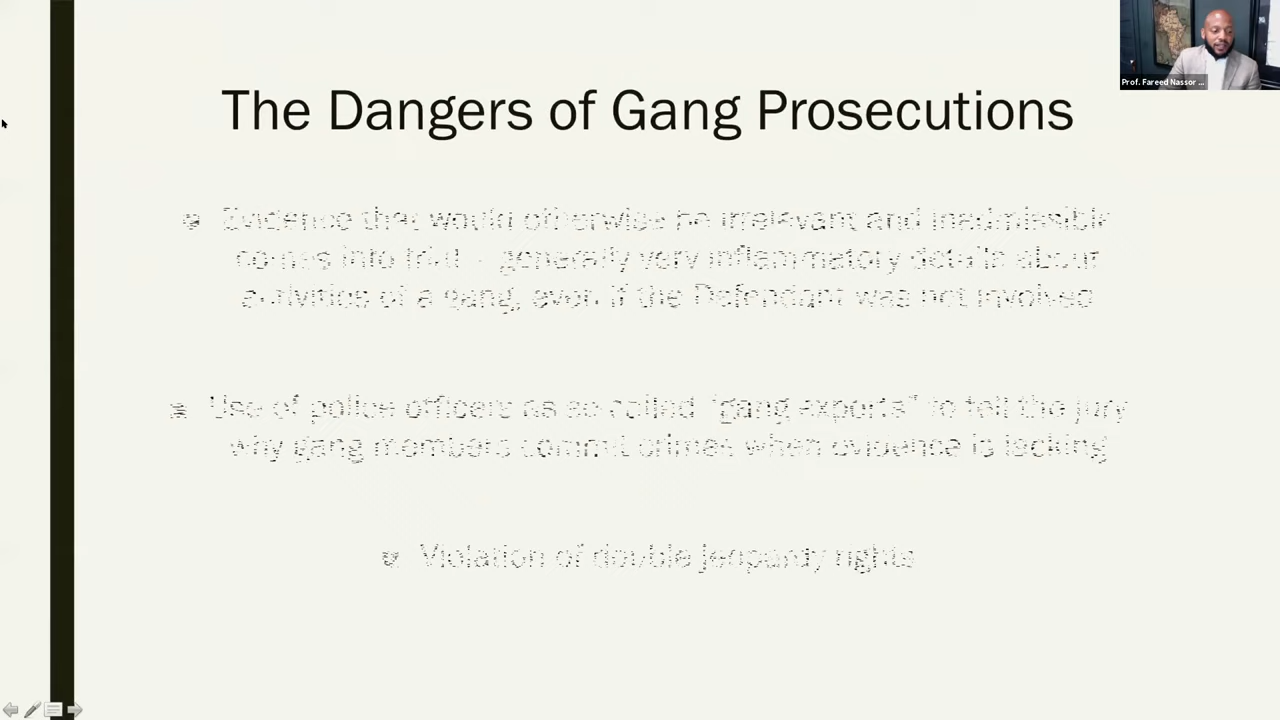 Prof. Fareed Nassor ...
The Dangers of Gang Prosecutions
Evidence that would otherwise be irrelevant and inadmissible
comes into trial - generally very inflammatory details about
activities of a gang, even if the Defendant was not involved
Use of police officers as so called "gang experts" to tell the jury
why gang members commit crimes when evidence is lacking
Violation of double jeopardy rights